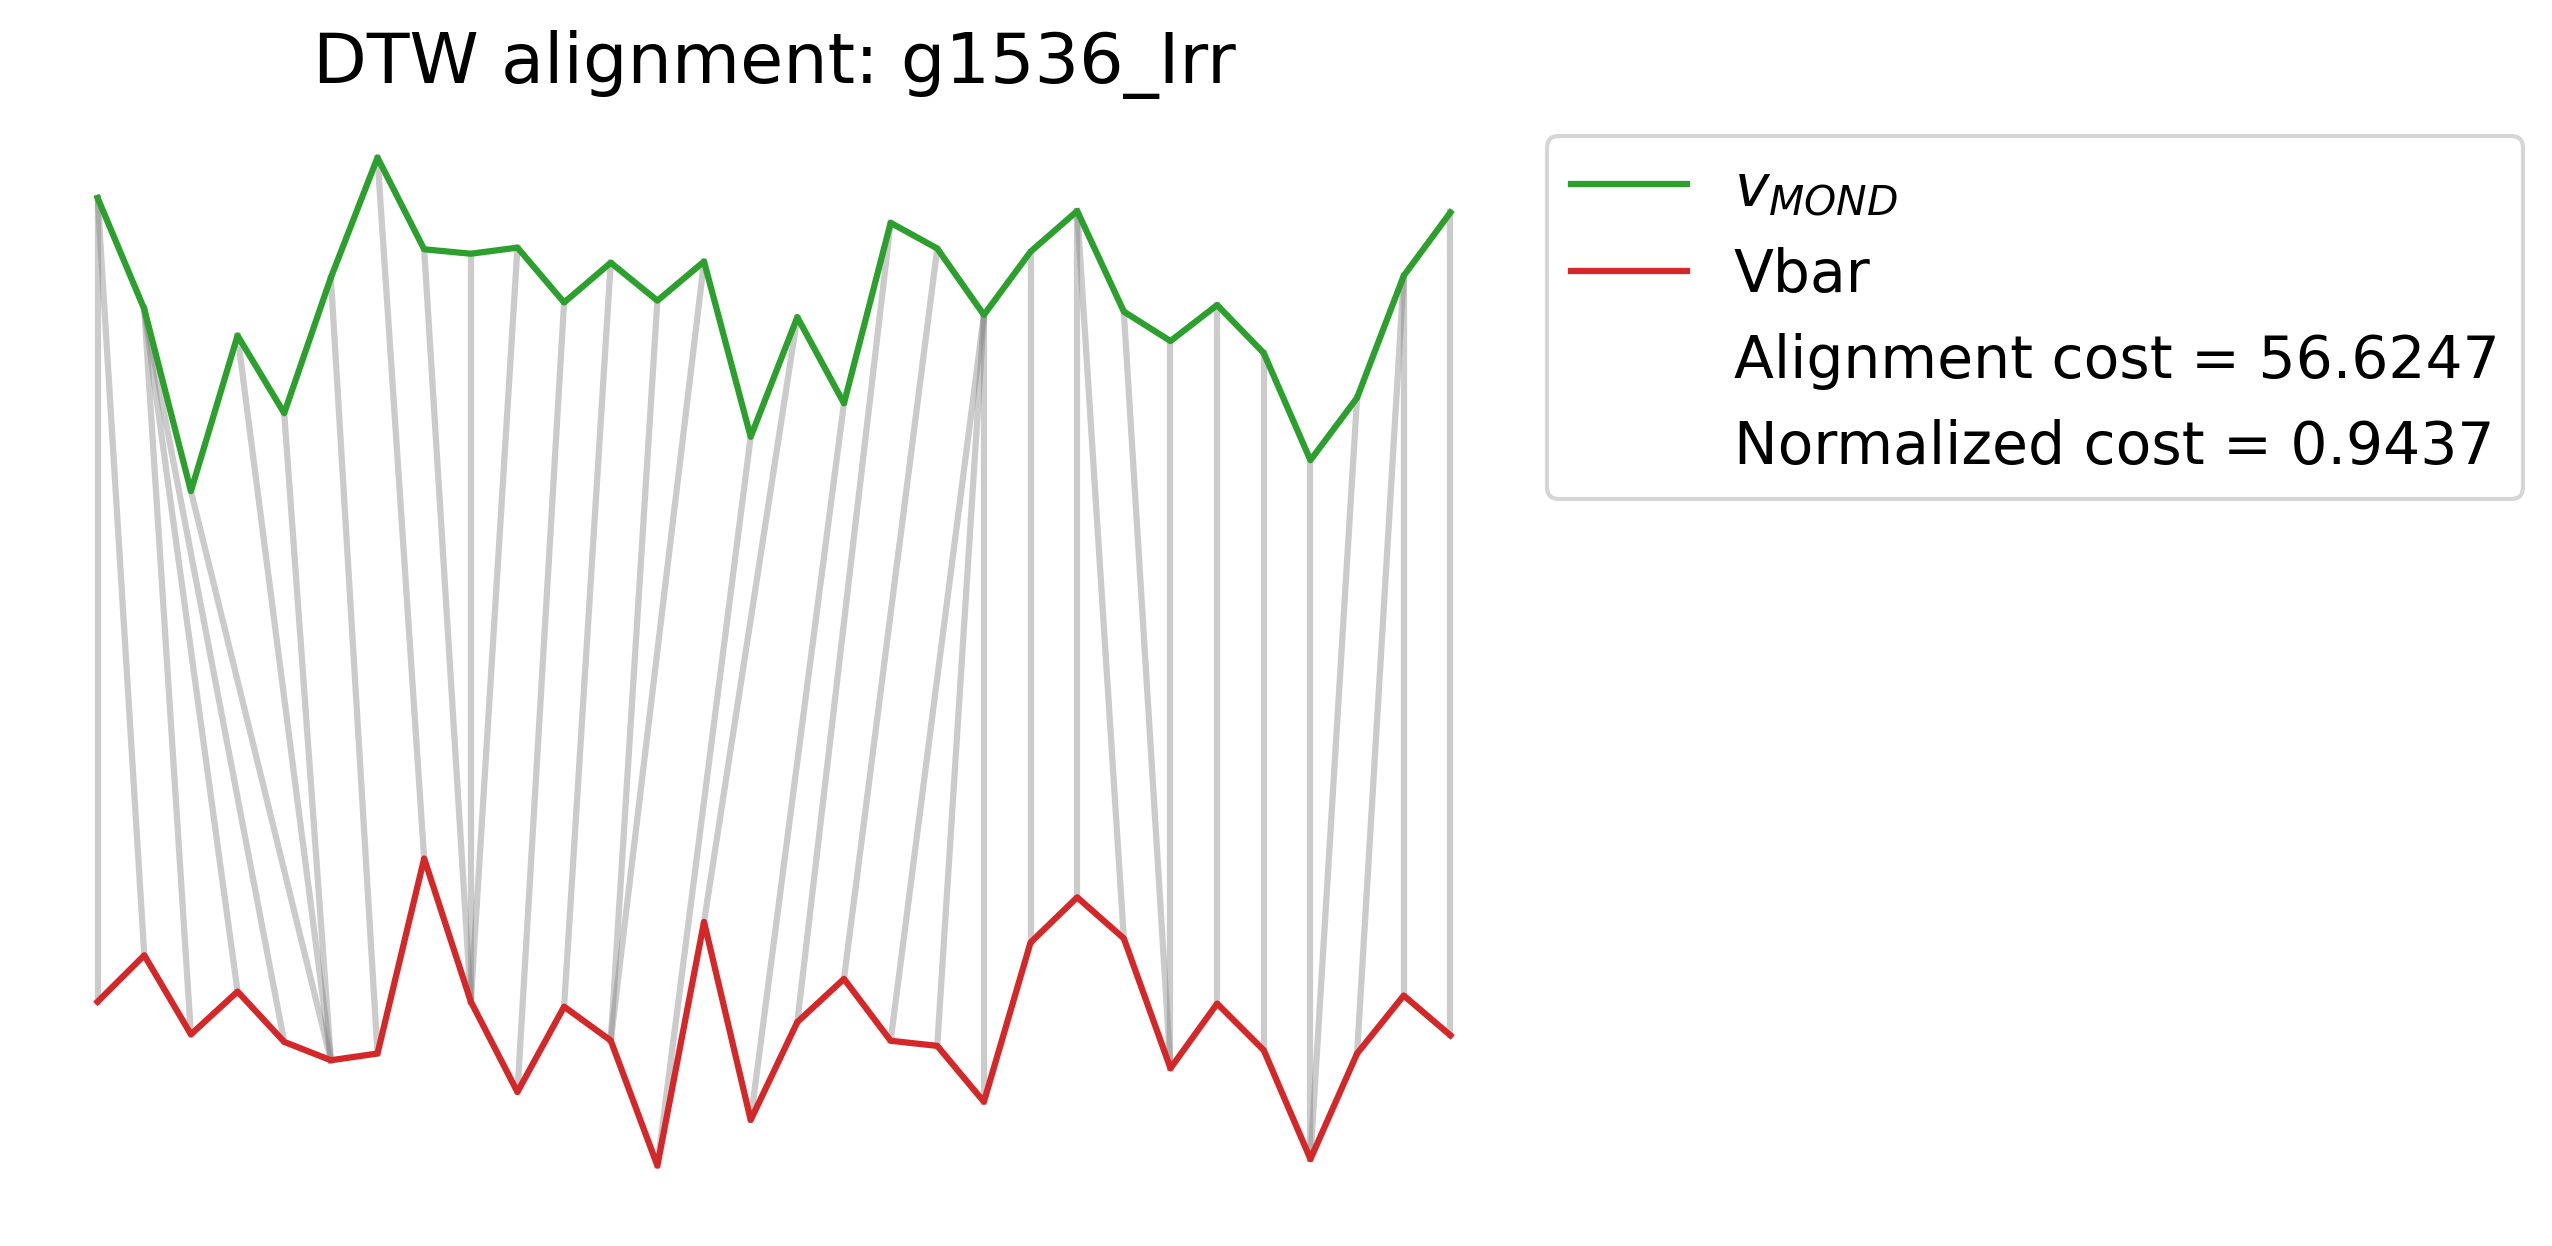 DTW alignment: g1536_Irr
v_MOND
Vbar
Alignment cost = 56.6247
Normalized cost = 0.9437